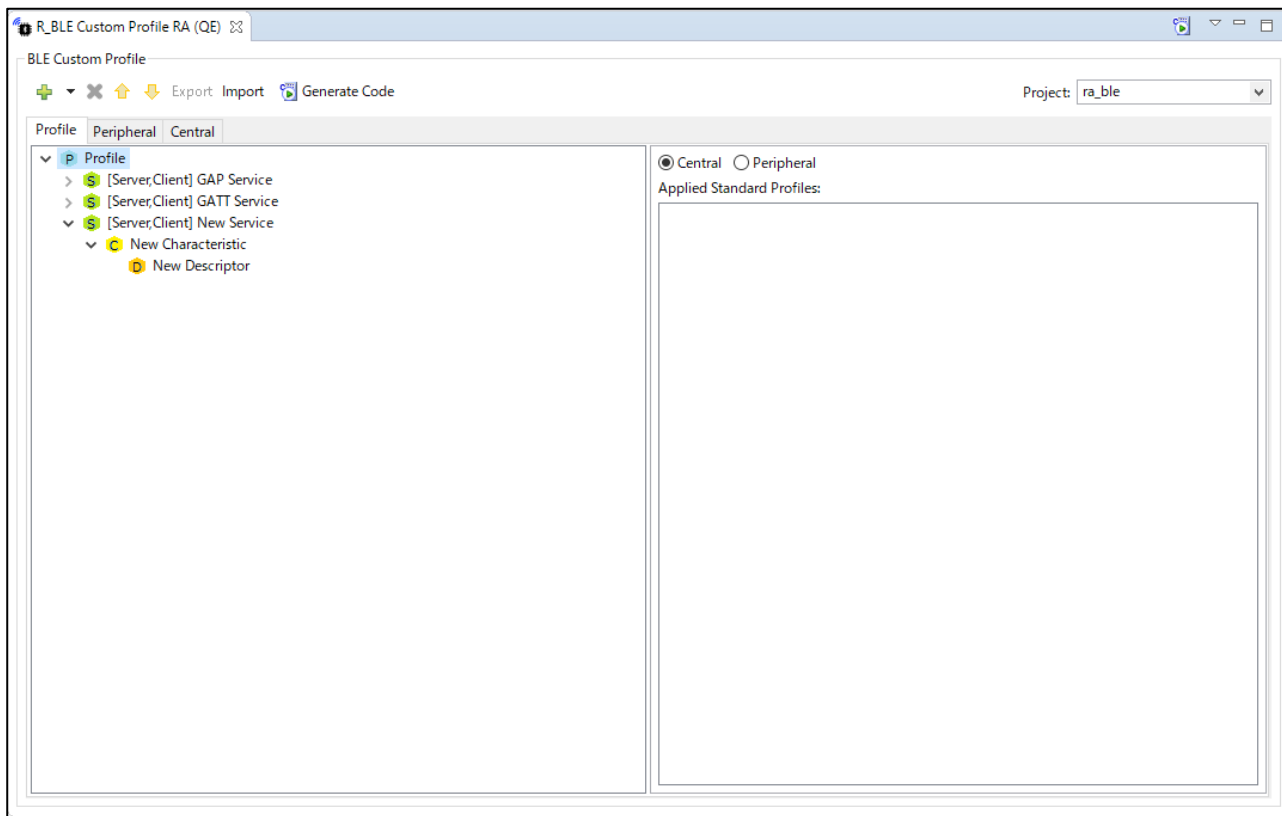 R_BLE Custom Profile RA (QE)
BLE Custom Profile
Export Import Generate Code Project: ra_ble
Profile Peripheral Central
P Profile
S [Server,Client] GAP Service
S [Server,Client] GATT Service
S [Server,Client] New Service
C New Characteristic
D New Descriptor
Central Peripheral
Applied Standard Profiles: